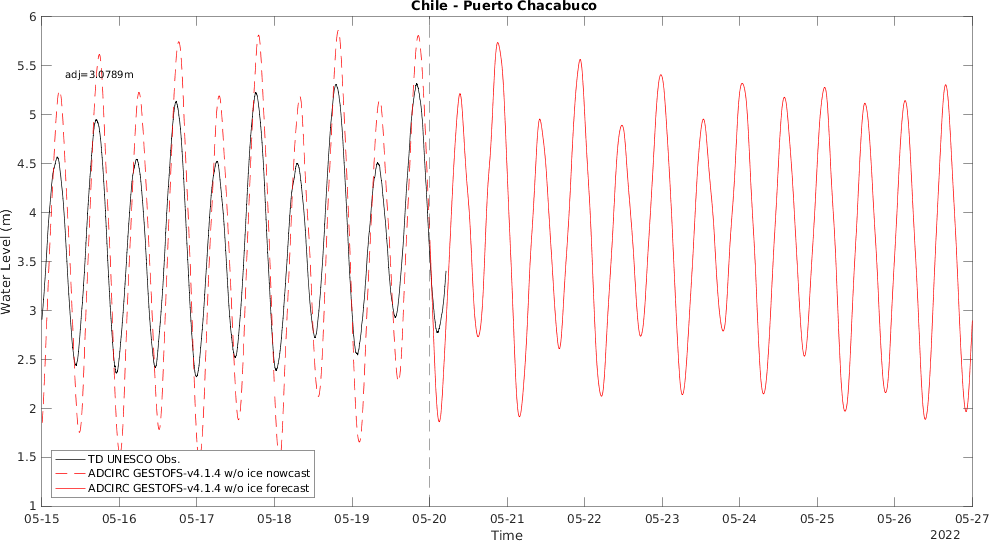 Chile - Puerto Chacabuco
6
5.5
adj=3.0789m
5
4.5
4
3.5
3
2.5
2
1.5
1
Water Level (m)
TD UNESCO Obs.
ADCIRC GESTOFS-v4.1.4 w/o ice nowcast
ADCIRC GESTOFS-v4.1.4 w/o ice forecast
05-15 05-16 05-17 05-18 05-19 05-20 05-21 05-22 05-23 05-24 05-25 05-26 05-27
Time
2022